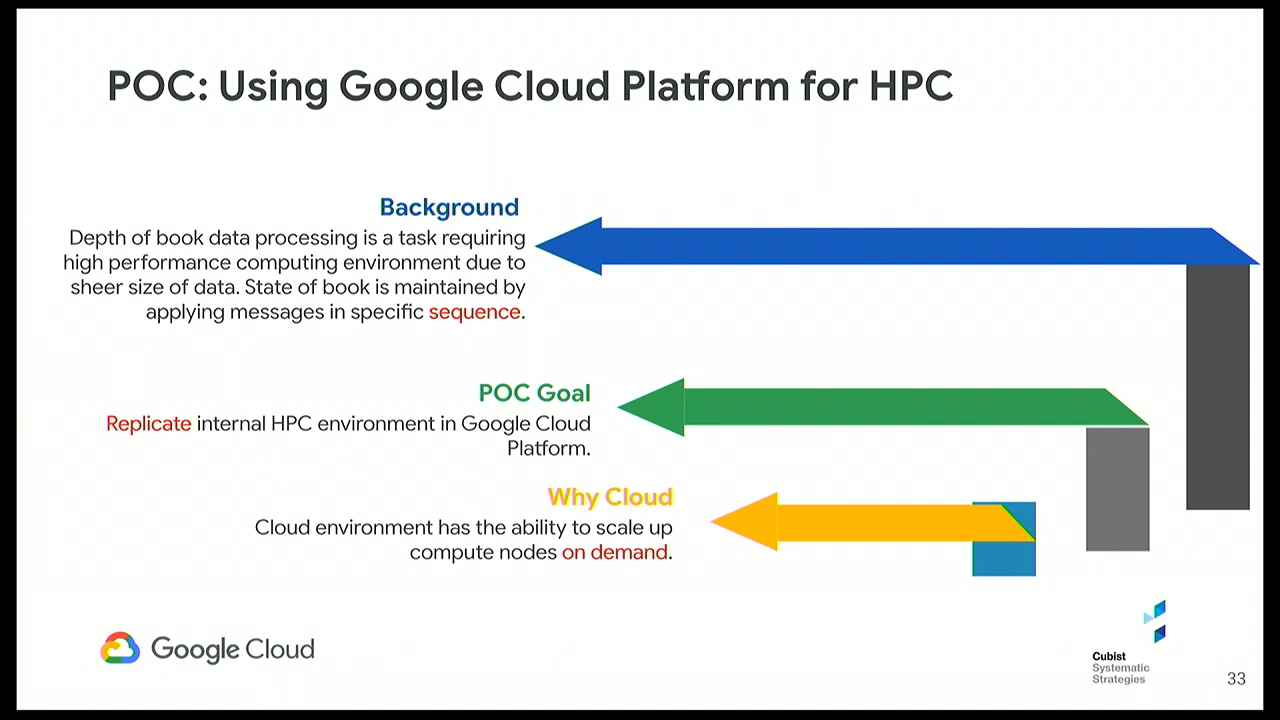 POC: Using Google Cloud Platform for HPC
Background
Depth of book data processing is a task requiring
high performance computing environment due to
sheer size of data. State of book is maintained by
applying messages in specific sequence.
POC Goal
Replicate internal HPC environment in Google Cloud
Platform.
Why Cloud
Cloud environment has the ability to scale up
compute nodes on demand.
Google Cloud
Cubist
Systematic
Strategies
33